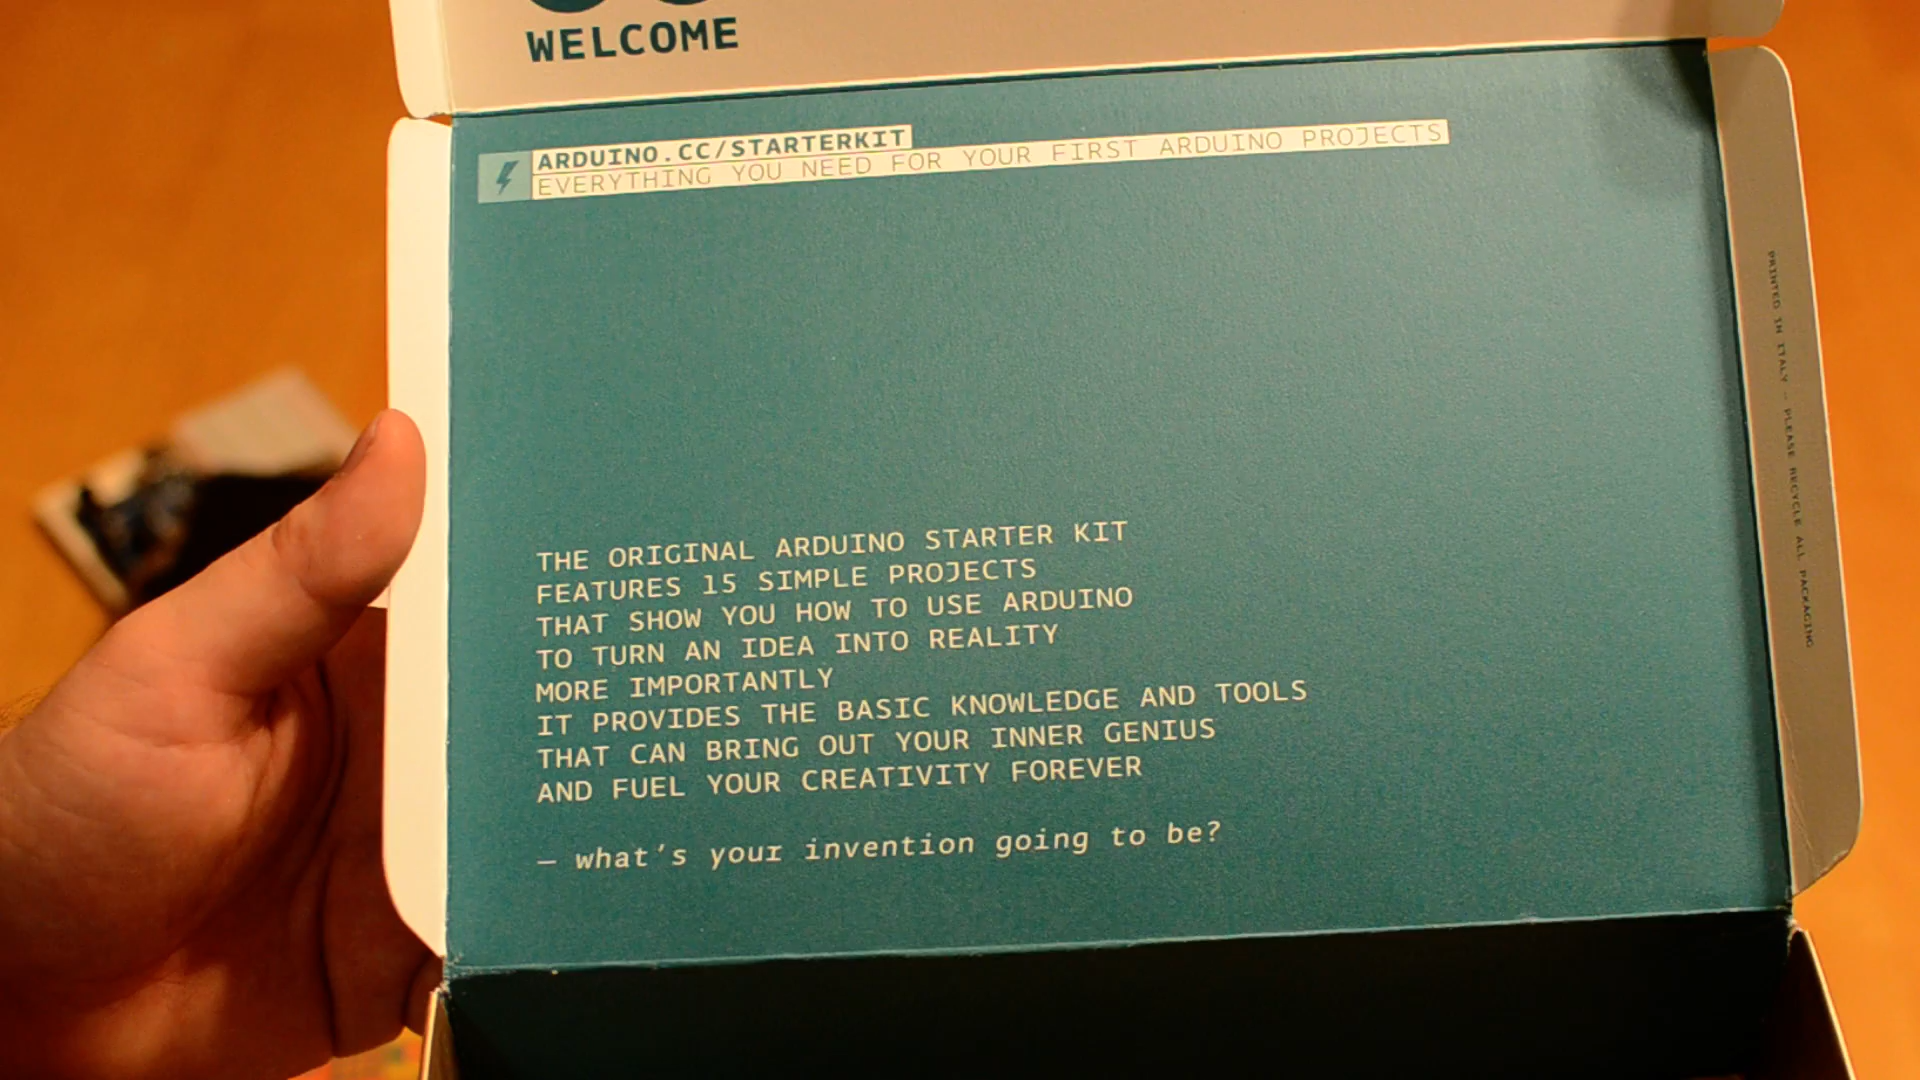 WELCOME
ARDUINO.CC/STARTERKIT
EVERYTHING YOU NEED FOR YOUR FIRST ARDUINO PROJECTS
THE ORIGINAL ARDUINO STARTER KIT
FEATURES 15 SIMPLE PROJECTS
THAT SHOW YOU HOW TO USE ARDUINO
TO TURN AN IDEA INTO REALITY
MORE IMPORTANTLY
IT PROVIDES THE BASIC KNOWLEDGE AND TOOLS
THAT CAN BRING OUT YOUR INNER GENIUS
AND FUEL YOUR CREATIVITY FOREVER
– what's your invention going to be?
PRINTED IN ITALY – PLEASE RECYCLE ALL PACKAGING